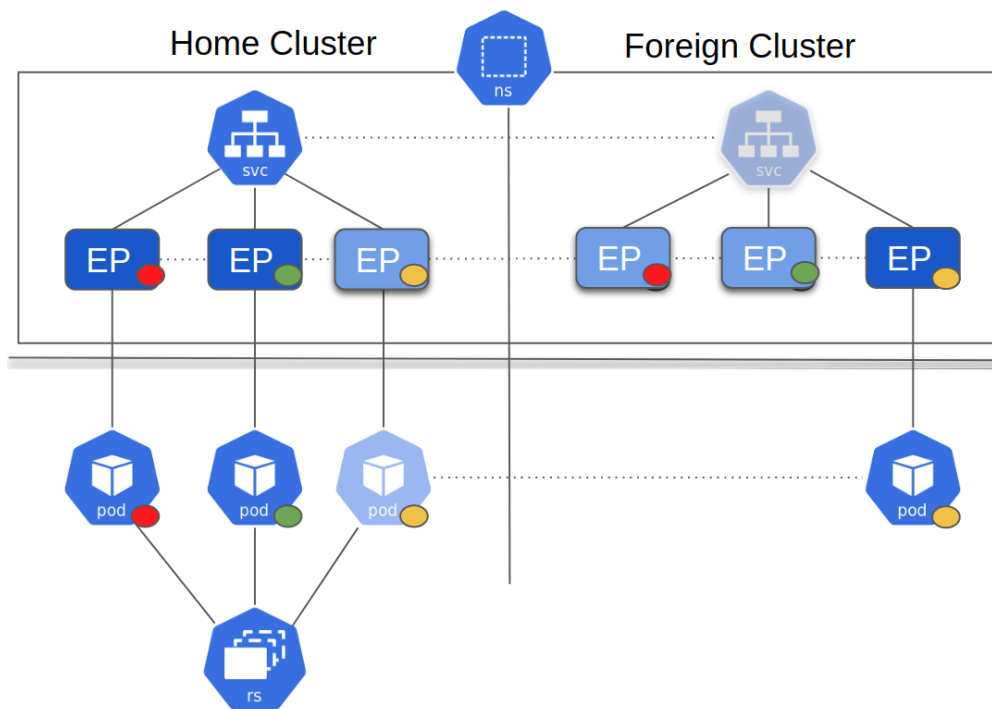 Home Cluster
Foreign Cluster
ns
svc
svc
EP
EP
EP
EP
EP
EP
pod
pod
pod
pod
rs